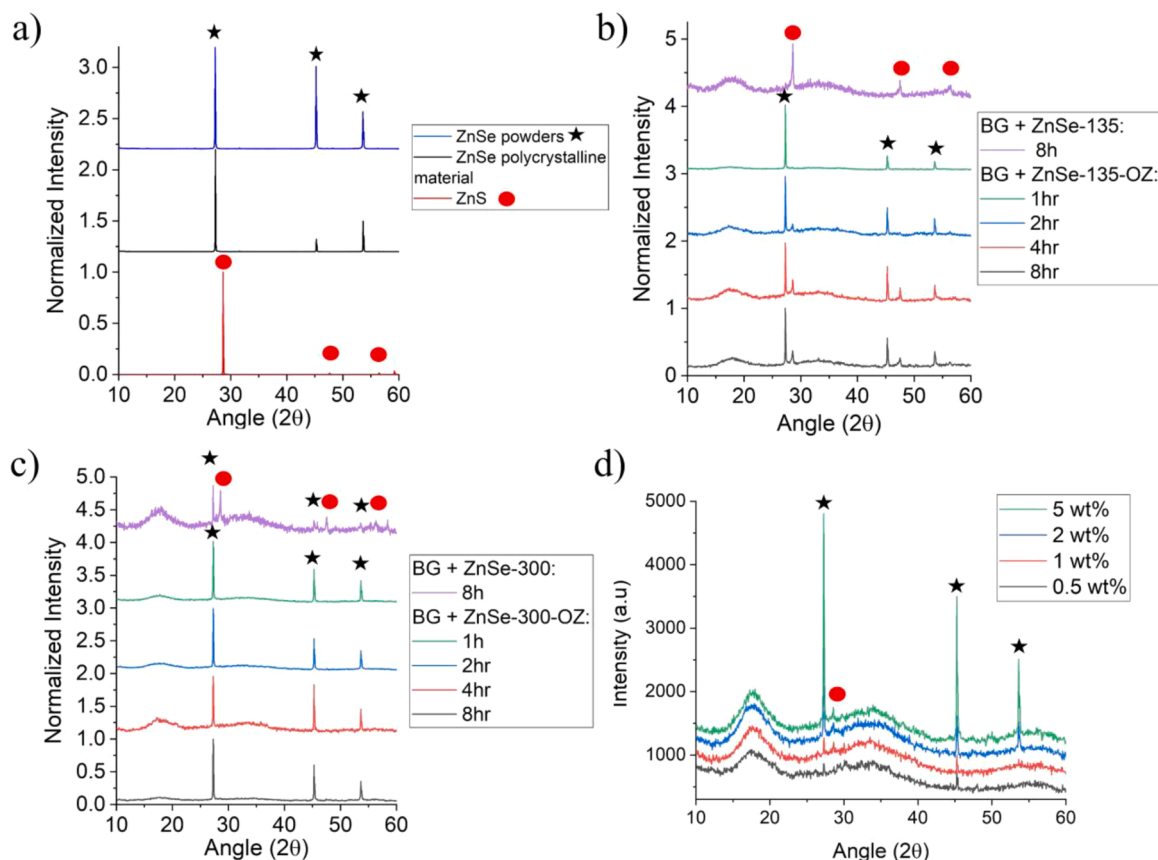 a)
3.0
2.5
2.0
1.5
1.0
0.5
0.0
Normalized Intensity
10 20 30 40 50 60
Angle (2θ)
ZnSe powders
ZnSe polycrystalline
material
ZnS
b)
5
4
3
2
1
0
Normalized Intensity
10 20 30 40 50 60
Angle (2θ)
BG + ZnSe-135:
8h
BG + ZnSe-135-OZ:
1hr
2hr
4hr
8hr
c)
5.0
4.5
4.0
3.5
3.0
2.5
2.0
1.5
1.0
0.5
0.0
Normalized Intensity
10 20 30 40 50 60
Angle (2θ)
BG + ZnSe-300:
8h
BG + ZnSe-300-OZ:
1h
2hr
4hr
8hr
d)
5000
4000
3000
2000
1000
Intensity (a.u)
10 20 30 40 50 60
Angle (2θ)
5 wt%
2 wt%
1 wt%
0.5 wt%